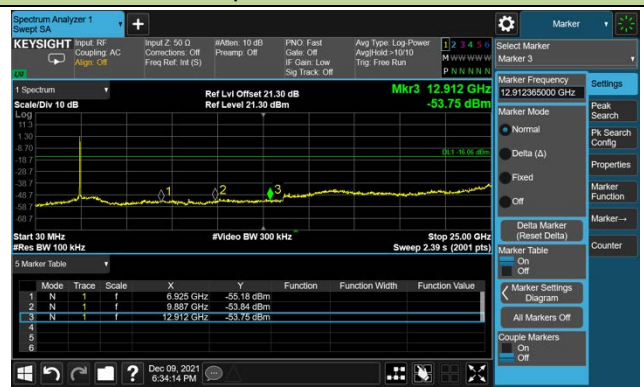 Spectrum Analyzer 1
Swept SA
Marker
KEYSIGHT
Input: RF
Coupling: AC
Align: Off
Input Z: 50 Ω
Corrections: Off
Freq Ref: Int (S)
#Atten: 10 dB
Preamp: Off
PNO: Fast
Gate: Off
IF Gain: Low
Sig Track: Off
Avg Type: Log-Power
Avg|Hold:>10/10
Trig: Free Run
1 2 3 4 5 6
M W W W W W
P N N N N N
Select Marker
Marker 3
1 Spectrum
Scale/Div 10 dB
Log
Ref Lvl Offset 21.30 dB
Ref Level 21.30 dBm
Mkr3 12.912 GHz
-53.75 dBm
11.3
1.30
-8.70
-18.7
-28.7
-38.7
-48.7
-58.7
-68.7
DL1 -16.06 dBm
1
2
3
Start 30 MHz
#Res BW 100 kHz
#Video BW 300 kHz
Stop 25.00 GHz
Sweep 2.39 s (2001 pts)
5 Marker Table
Mode Trace Scale X Y Function Function Width Function Value
1 N 1 f 6.925 GHz -55.18 dBm
2 N 1 f 9.887 GHz -53.84 dBm
3 N 1 f 12.912 GHz -53.75 dBm
4
5
6
Marker Frequency
12.912365000 GHz
Marker Mode
Normal
Delta (Δ)
Fixed
Off
Delta Marker
(Reset Delta)
Marker Table
On
Off
Marker Settings
Diagram
All Markers Off
Couple Markers
On
Off
Settings
Peak
Search
Pk Search
Config
Properties
Marker
Function
Marker→
Counter
?
Dec 09, 2021
6:34:14 PM